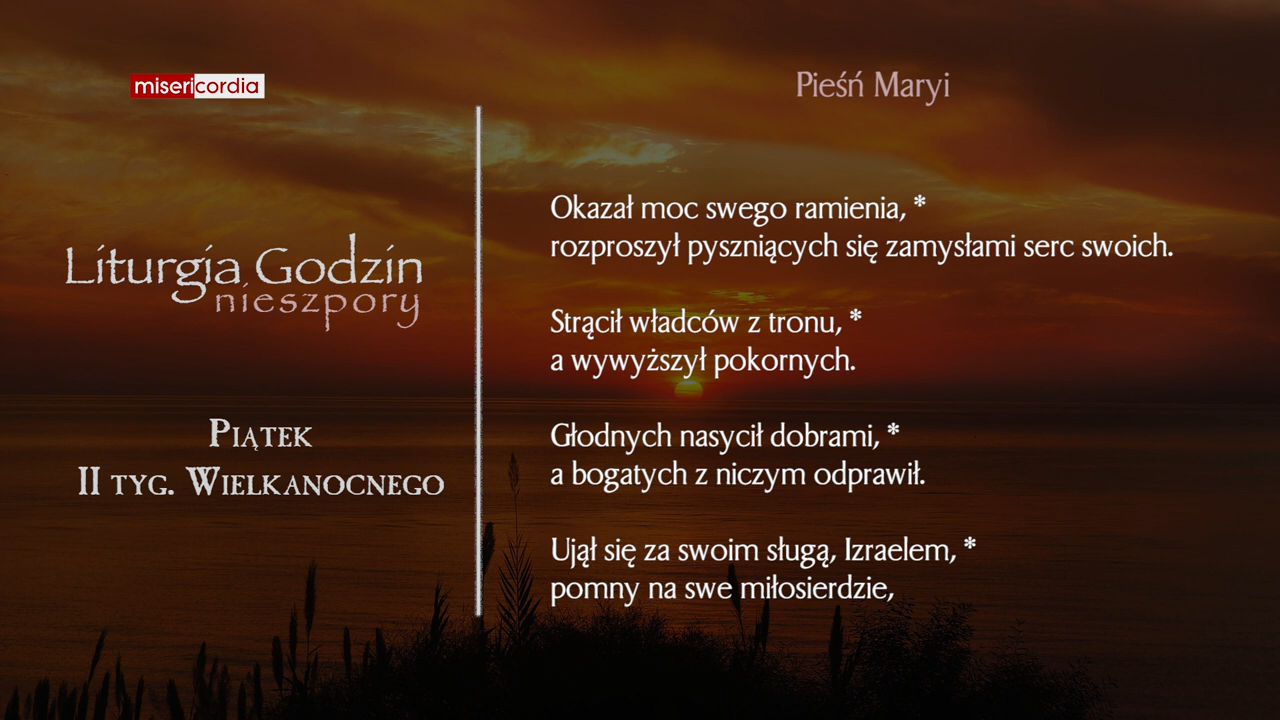 misericordia
Liturgia Godzin
nieszpory
Piątek
II tyg. Wielkanocnego
Pieśń Maryi
Okazał moc swego ramienia, *
rozproszył pyszniących się zamysłami serc swoich.
Strącił władców z tronu, *
a wywyższył pokornych.
Głodnych nasycił dobrami, *
a bogatych z niczym odprawił.
Ujął się za swoim sługą, Izraelem, *
pomny na swe miłosierdzie,